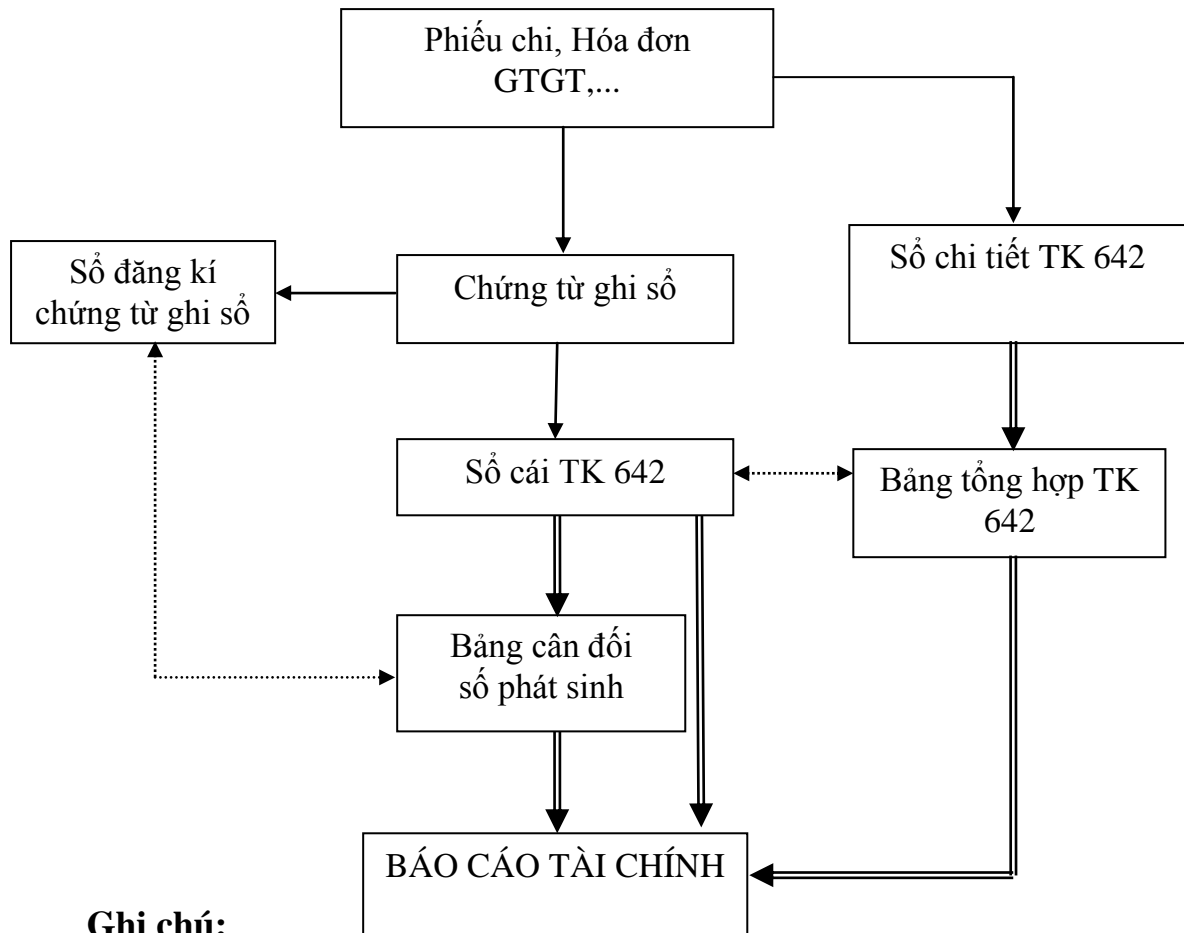 Phiếu chi, Hóa đơn
GTGT,...
Sổ đăng kí
chứng từ ghi sổ
Chứng từ ghi sổ
Sổ chi tiết TK 642
Sổ cái TK 642
Bảng tổng hợp TK
642
Bảng cân đối
số phát sinh
BÁO CÁO TÀI CHÍNH
Ghi chú: